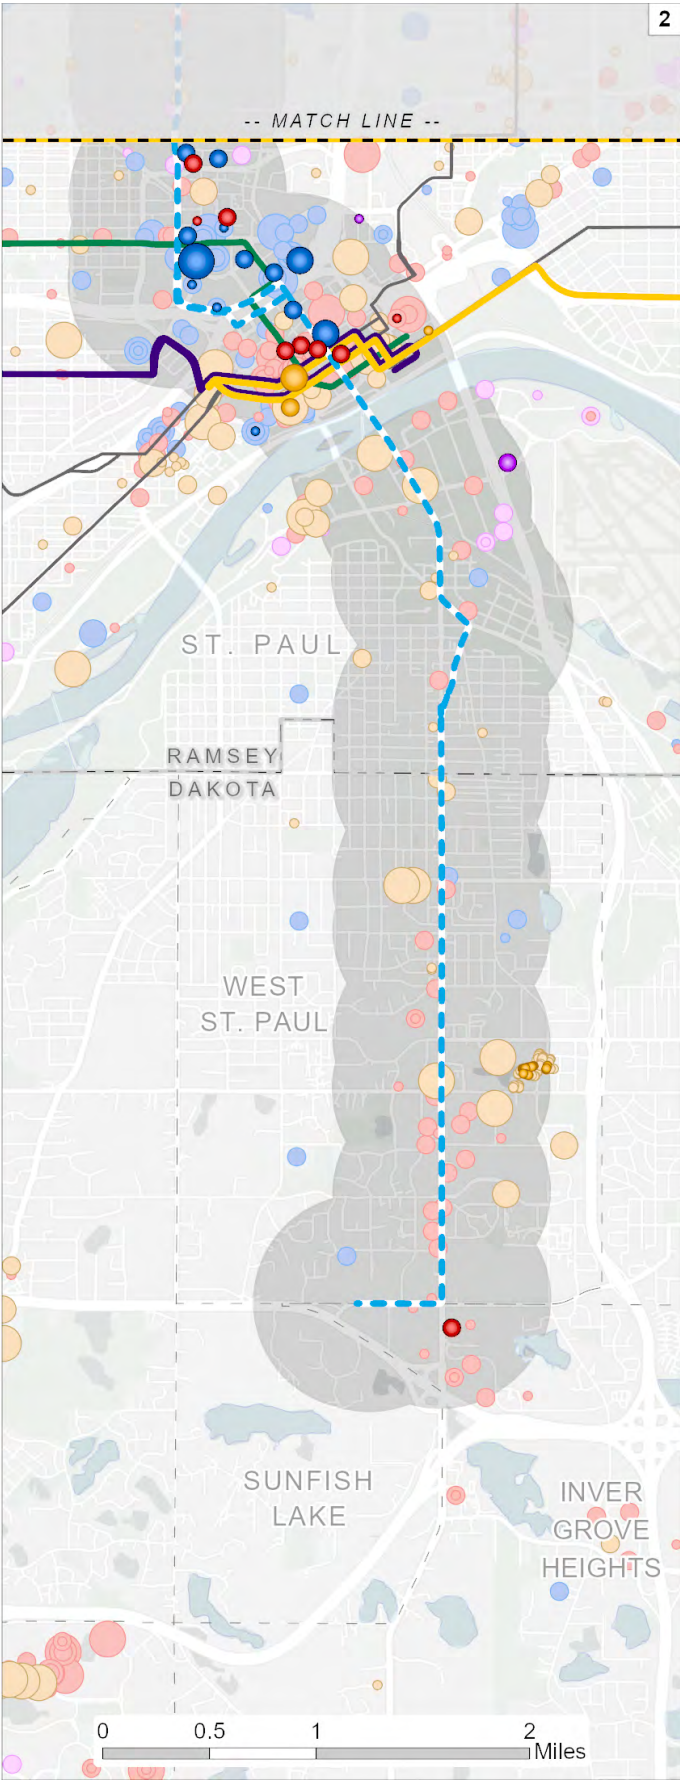 2
-- MATCH LINE --
ST. PAUL
RAMSEY
DAKOTA
WEST
ST. PAUL
SUNFISH
LAKE
INVER
GROVE
HEIGHTS
0 0.5 1 2
Miles